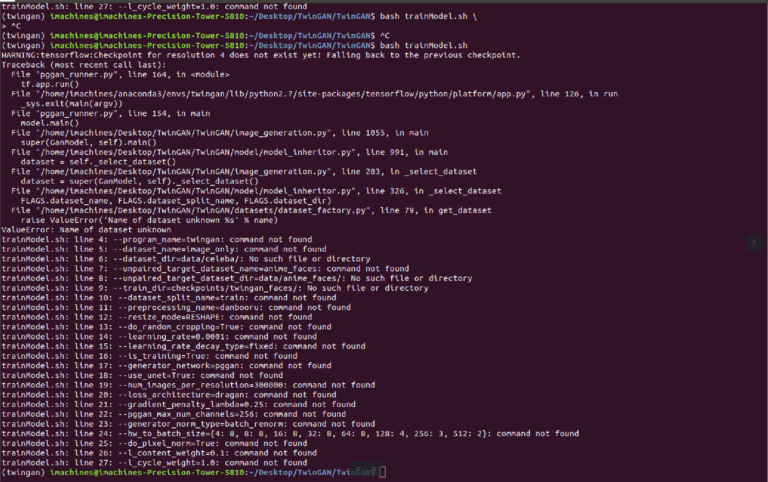 trainModel.sh: line 27: --l_cycle_weight=1.0: command not found
(twingan) imachines@imachines-Precision-Tower-5810:~/Desktop/TwinGAN/TwinGAN$ bash trainModel.sh \
> ^C
(twingan) imachines@imachines-Precision-Tower-5810:~/Desktop/TwinGAN/TwinGAN$ ^C
(twingan) imachines@imachines-Precision-Tower-5810:~/Desktop/TwinGAN/TwinGAN$ bash trainModel.sh
WARNING:tensorflow:Checkpoint for resolution 4 does not exist yet! Falling back to the previous checkpoint.
Traceback (most recent call last):
File "pggan_runner.py", line 164, in <module>
tf.app.run()
File "/home/imachines/anaconda3/envs/twingan/lib/python2.7/site-packages/tensorflow/python/platform/app.py", line 126, in run
_sys.exit(main(argv))
File "pggan_runner.py", line 154, in main
model.main()
File "/home/imachines/Desktop/TwinGAN/TwinGAN/image_generation.py", line 1055, in main
super(GanModel, self).main()
File "/home/imachines/Desktop/TwinGAN/TwinGAN/model/model_inheritor.py", line 991, in main
dataset = self._select_dataset()
File "/home/imachines/Desktop/TwinGAN/TwinGAN/image_generation.py", line 203, in _select_dataset
dataset = super(GanModel, self)._select_dataset()
File "/home/imachines/Desktop/TwinGAN/TwinGAN/model/model_inheritor.py", line 326, in _select_dataset
FLAGS.dataset_name, FLAGS.dataset_split_name, FLAGS.dataset_dir)
File "/home/imachines/Desktop/TwinGAN/TwinGAN/datasets/dataset_factory.py", line 79, in get_dataset
raise ValueError('Name of dataset unknown %s' % name)
ValueError: Name of dataset unknown
trainModel.sh: line 4: --program_name=twingan: command not found
trainModel.sh: line 5: --dataset_name=image_only: command not found
trainModel.sh: line 6: --dataset_dir=data/celeba/: No such file or directory
trainModel.sh: line 7: --unpaired_target_dataset_name=anime_faces: command not found
trainModel.sh: line 8: --unpaired_target_dataset_dir=data/anime_faces/: No such file or directory
trainModel.sh: line 9: --train_dir=checkpoints/twingan_faces/: No such file or directory
trainModel.sh: line 10: --dataset_split_name=train: command not found
trainModel.sh: line 11: --preprocessing_name=danbooru: command not found
trainModel.sh: line 12: --resize_mode=RESHAPE: command not found
trainModel.sh: line 13: --do_random_cropping=True: command not found
trainModel.sh: line 14: --learning_rate=0.0001: command not found
trainModel.sh: line 15: --learning_rate_decay_type=fixed: command not found
trainModel.sh: line 16: --is_training=True: command not found
trainModel.sh: line 17: --generator_network=pggan: command not found
trainModel.sh: line 18: --use_unet=True: command not found
trainModel.sh: line 19: --num_images_per_resolution=300000: command not found
trainModel.sh: line 20: --loss_architecture=dragan: command not found
trainModel.sh: line 21: --gradient_penalty_lambda=0.25: command not found
trainModel.sh: line 22: --pggan_max_num_channels=256: command not found
trainModel.sh: line 23: --generator_norm_type=batch_renorm: command not found
trainModel.sh: line 24: --hw_to_batch_size={4: 8, 8: 8, 16: 8, 32: 8, 64: 8, 128: 4, 256: 3, 512: 2}: command not found
trainModel.sh: line 25: --do_pixel_norm=True: command not found
trainModel.sh: line 26: --l_content_weight=0.1: command not found
trainModel.sh: line 27: --l_cycle_weight=1.0: command not found
(twingan) imachines@imachines-Precision-Tower-5810:~/Desktop/TwinGAN/TwinGAN$